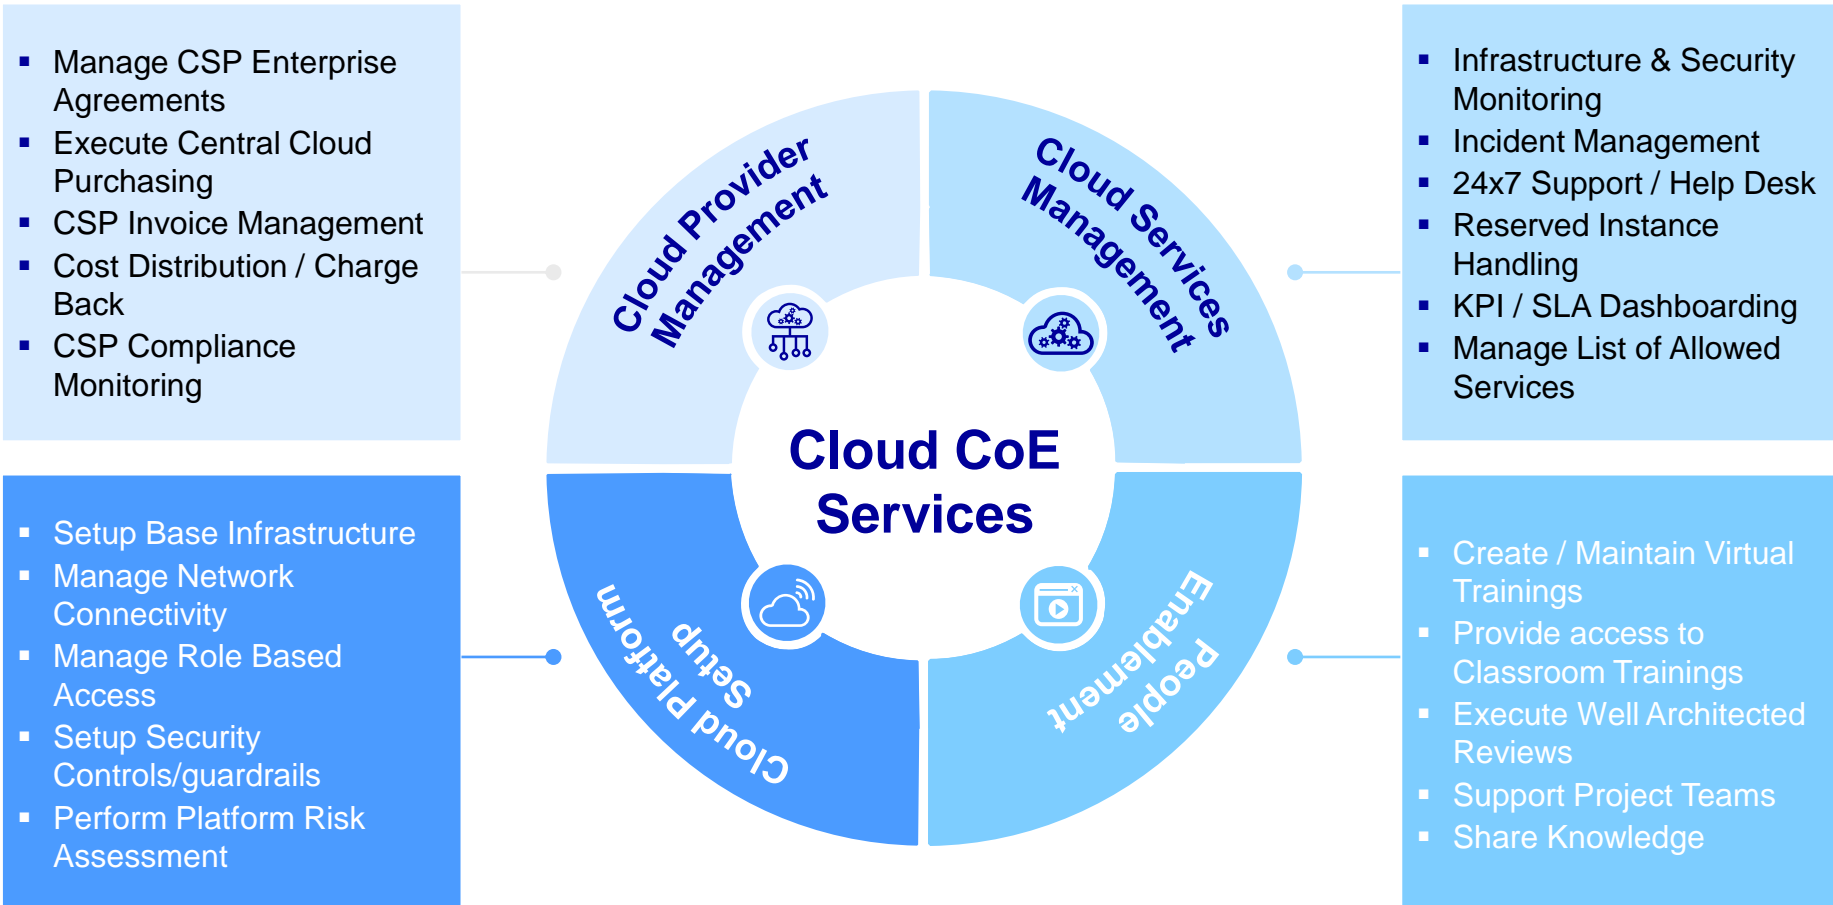 ▪ Manage CSP Enterprise
Agreements
▪ Execute Central Cloud
Purchasing
▪ CSP Invoice Management
▪ Cost Distribution / Charge
Back
▪ CSP Compliance
Monitoring
Cloud Provider
Management
Cloud Services
Management
▪ Infrastructure & Security
Monitoring
▪ Incident Management
▪ 24x7 Support / Help Desk
▪ Reserved Instance
Handling
▪ KPI / SLA Dashboarding
▪ Manage List of Allowed
Services
Cloud CoE
Services
▪ Setup Base Infrastructure
▪ Manage Network
Connectivity
▪ Manage Role Based
Access
▪ Setup Security
Controls/guardrails
▪ Perform Platform Risk
Assessment
Cloud Platform
Setup
People
Enablement
▪ Create / Maintain Virtual
Trainings
▪ Provide access to
Classroom Trainings
▪ Execute Well Architected
Reviews
▪ Support Project Teams
▪ Share Knowledge